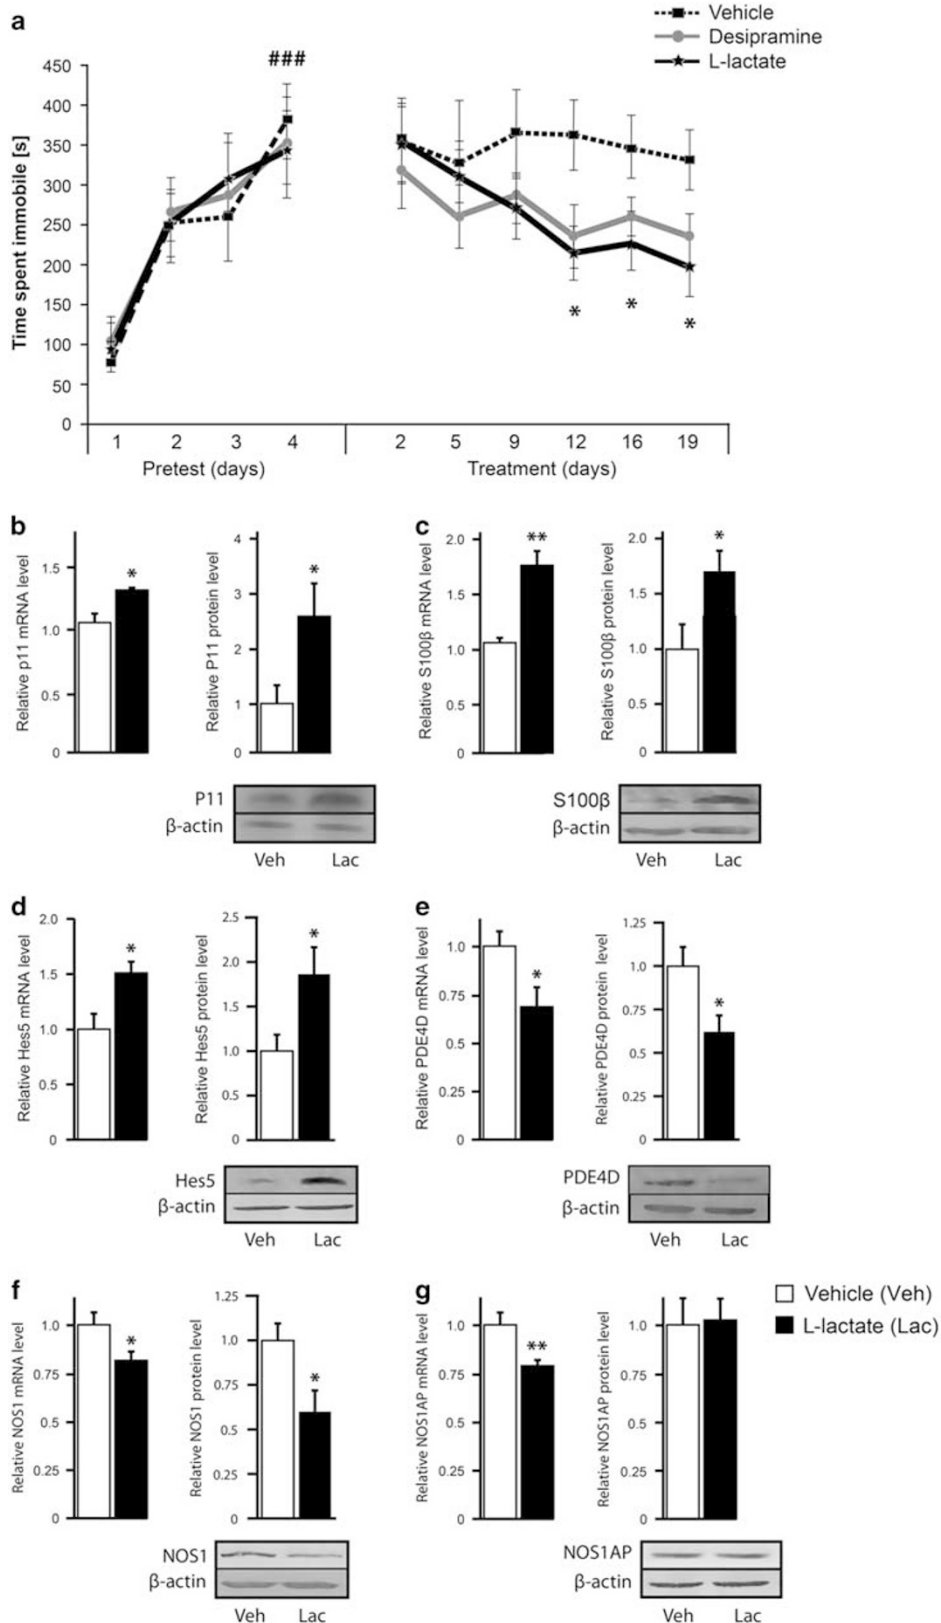 a
Vehicle
Desipramine
L-lactate
###
Time spent immobile [s]
450
400
350
300
250
200
150
100
50
0
* * *
1 2 3 4 2 5 9 12 16 19
Pretest (days) Treatment (days)
b
Relative p11 mRNA level
1.5
1.0
0.5
0
*
Relative P11 protein level
4
3
2
1
0
*
P11
β-actin
Veh Lac
c
Relative S100β mRNA level
2.0
1.5
1.0
0.5
0
**
Relative S100β protein level
2.0
1.5
1.0
0.5
0
*
S100β
β-actin
Veh Lac
d
Relative Hes5 mRNA level
2.0
1.5
1.0
0.5
0
*
Relative Hes5 protein level
2.5
2.0
1.5
1.0
0.5
0
*
Hes5
β-actin
Veh Lac
e
Relative PDE4D mRNA level
1.0
0.75
0.5
0.25
0
*
Relative PDE4D protein level
1.25
1.0
0.75
0.5
0.25
0
*
PDE4D
β-actin
Veh Lac
f
Relative NOS1 mRNA level
1.0
0.75
0.5
0.25
0
*
Relative NOS1 protein level
1.25
1.0
0.75
0.5
0.25
0
*
NOS1
β-actin
Veh Lac
g
Relative NOS1AP mRNA level
1.0
0.75
0.5
0.25
0
**
Relative NOS1AP protein level
1.0
0.75
0.5
0.25
0
NOS1AP
β-actin
Veh Lac
Vehicle (Veh)
L-lactate (Lac)